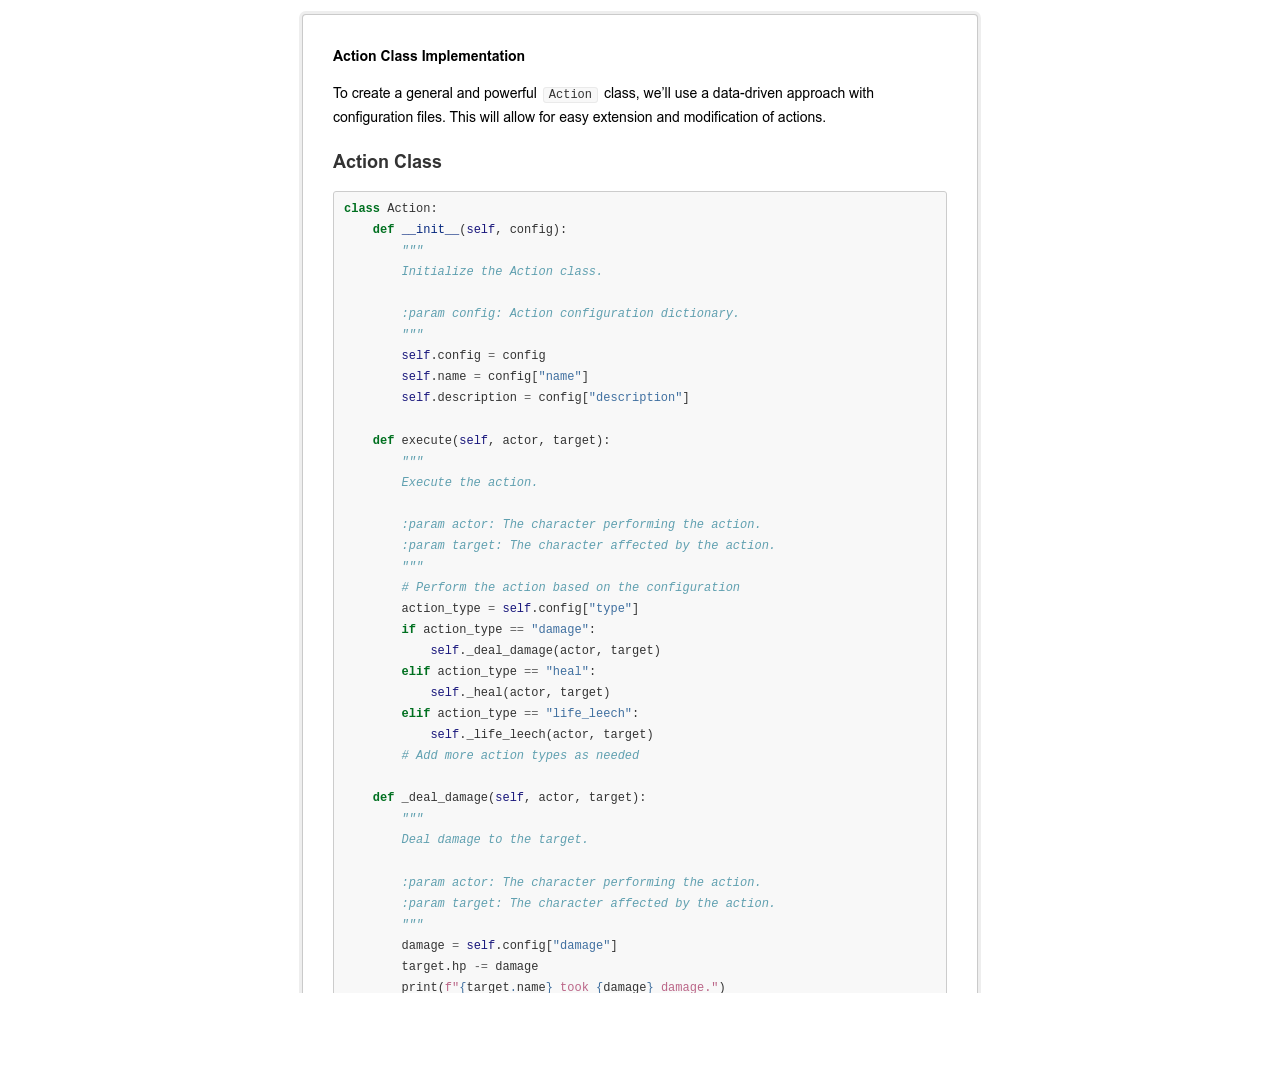 Action Class Implementation
To create a general and powerful Action class, we’ll use a data-driven approach with
configuration files. This will allow for easy extension and modification of actions.
Action Class
class Action:
    def __init__(self, config):
        """
        Initialize the Action class.

        :param config: Action configuration dictionary.
        """
        self.config = config
        self.name = config["name"]
        self.description = config["description"]

    def execute(self, actor, target):
        """
        Execute the action.

        :param actor: The character performing the action.
        :param target: The character affected by the action.
        """
        # Perform the action based on the configuration
        action_type = self.config["type"]
        if action_type == "damage":
            self._deal_damage(actor, target)
        elif action_type == "heal":
            self._heal(actor, target)
        elif action_type == "life_leech":
            self._life_leech(actor, target)
        # Add more action types as needed

    def _deal_damage(self, actor, target):
        """
        Deal damage to the target.

        :param actor: The character performing the action.
        :param target: The character affected by the action.
        """
        damage = self.config["damage"]
        target.hp -= damage
        print(f"{target.name} took {damage} damage.")